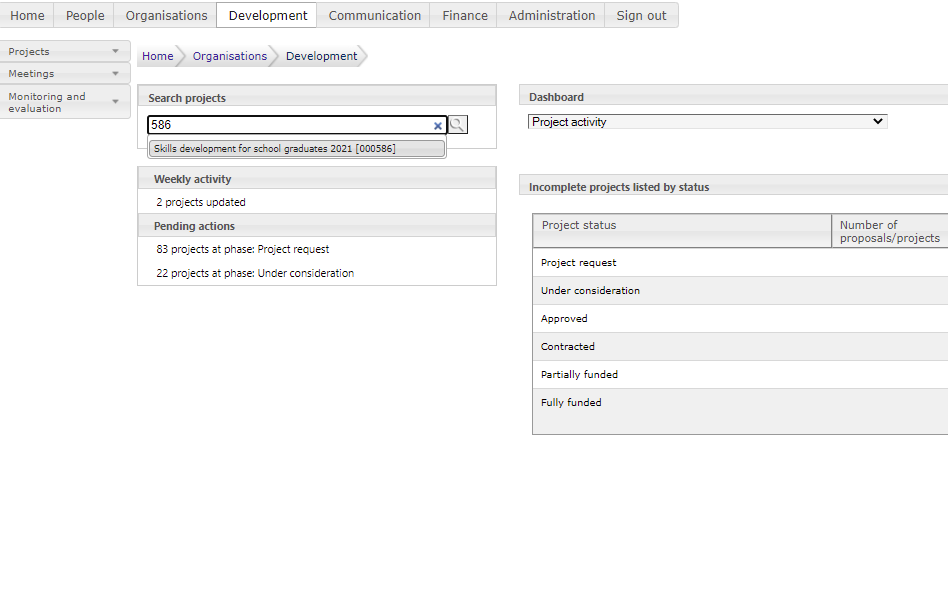 Home People Organisations Development Communication Finance Administration Sign out
Projects
Meetings
Monitoring and
evaluation
Home Organisations Development
Search projects
586
Skills development for school graduates 2021 [000586]
Weekly activity
2 projects updated
Pending actions
83 projects at phase: Project request
22 projects at phase: Under consideration
Dashboard
Project activity
Incomplete projects listed by status
Project status
Number of
proposals/projects
Project request
Under consideration
Approved
Contracted
Partially funded
Fully funded